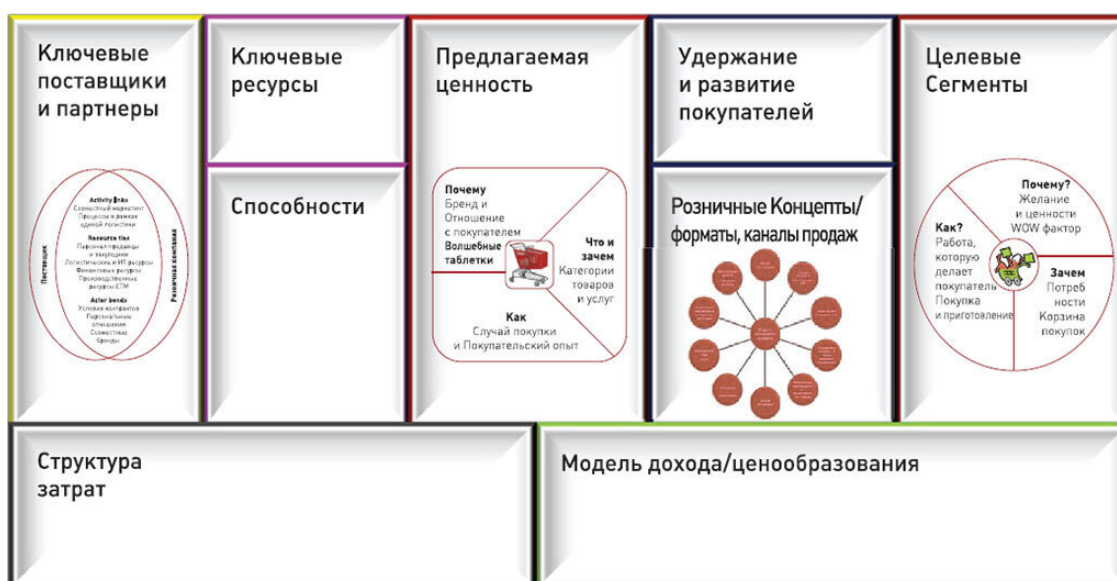 Ключевые
поставщики
и партнеры
Поставщик
Activity links
Совместный маркетинг
Процессы в рамках
единой логистики
Resource ties
Персонал продавцы
и закупщики
Логистические и ИТ ресурсы
Финансовые ресурсы
Производственные
ресурсы СТМ
Actor bonds
Условия контрактов
Персональные
отношения
Совместные
бренды
Розничная компания
Ключевые
ресурсы
Способности
Предлагаемая
ценность
Почему
Бренд и
Отношение
с покупателем
Волшебные
таблетки
Что и
зачем
Категории
товаров
и услуг
Как
Случай покупки
и Покупательский опыт
Удержание
и развитие
покупателей
Розничные Концепты/
форматы, каналы продаж
Целевые
Сегменты
Почему?
Желание
и ценности
WOW фактор
Как?
Работа,
которую
делает
покупатель
Покупка
и приготовление
Зачем
Потреб
ности
Корзина
покупок
Структура
затрат
Модель дохода/ценообразования